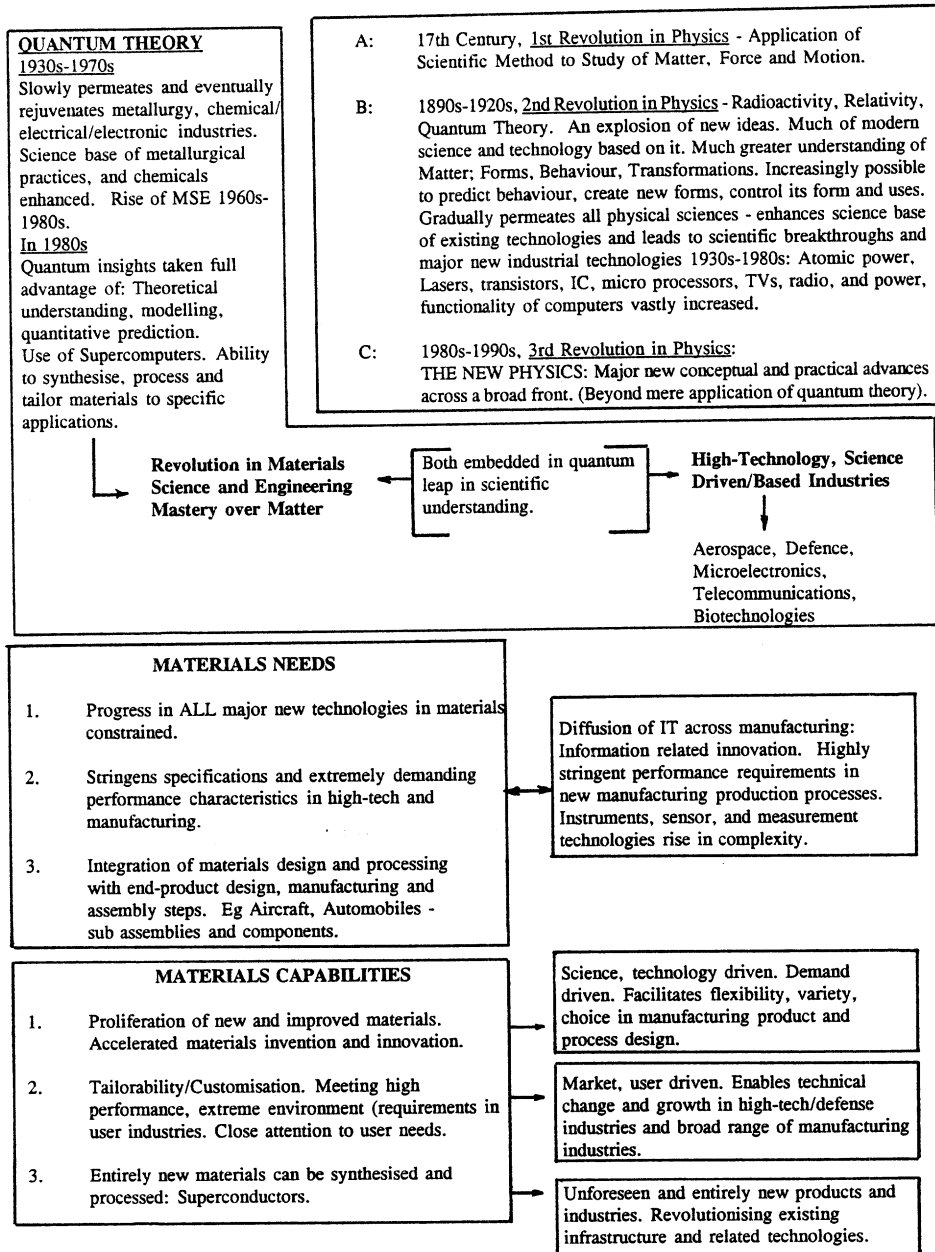 QUANTUM THEORY
1930s-1970s
Slowly permeates and eventually
rejuvenates metallurgy, chemical/
electrical/electronic industries.
Science base of metallurgical
practices, and chemicals
enhanced. Rise of MSE 1960s-
1980s.
In 1980s
Quantum insights taken full
advantage of: Theoretical
understanding, modelling,
quantitative prediction.
Use of Supercomputers. Ability
to synthesise, process and
tailor materials to specific
applications.
A: 17th Century, 1st Revolution in Physics - Application of
Scientific Method to Study of Matter, Force and Motion.
B: 1890s-1920s, 2nd Revolution in Physics - Radioactivity, Relativity,
Quantum Theory. An explosion of new ideas. Much of modern
science and technology based on it. Much greater understanding of
Matter; Forms, Behaviour, Transformations. Increasingly possible
to predict behaviour, create new forms, control its form and uses.
Gradually permeates all physical sciences - enhances science base
of existing technologies and leads to scientific breakthroughs and
major new industrial technologies 1930s-1980s: Atomic power,
Lasers, transistors, IC, micro processors, TVs, radio, and power,
functionality of computers vastly increased.
C: 1980s-1990s, 3rd Revolution in Physics:
THE NEW PHYSICS: Major new conceptual and practical advances
across a broad front. (Beyond mere application of quantum theory).
Revolution in Materials
Science and Engineering
Mastery over Matter
Both embedded in quantum
leap in scientific
understanding.
High-Technology, Science
Driven/Based Industries
Aerospace, Defence,
Microelectronics,
Telecommunications,
Biotechnologies
MATERIALS NEEDS
1. Progress in ALL major new technologies in materials
constrained.
2. Stringens specifications and extremely demanding
performance characteristics in high-tech and
manufacturing.
3. Integration of materials design and processing
with end-product design, manufacturing and
assembly steps. Eg Aircraft, Automobiles -
sub assemblies and components.
Diffusion of IT across manufacturing:
Information related innovation. Highly
stringent performance requirements in
new manufacturing production processes.
Instruments, sensor, and measurement
technologies rise in complexity.
MATERIALS CAPABILITIES
1. Proliferation of new and improved materials.
Accelerated materials invention and innovation.
2. Tailorability/Customisation. Meeting high
performance, extreme environment (requirements in
user industries. Close attention to user needs.
3. Entirely new materials can be synthesised and
processed: Superconductors.
Science, technology driven. Demand
driven. Facilitates flexibility, variety,
choice in manufacturing product and
process design.
Market, user driven. Enables technical
change and growth in high-tech/defense
industries and broad range of manufacturing
industries.
Unforeseen and entirely new products and
industries. Revolutionising existing
infrastructure and related technologies.